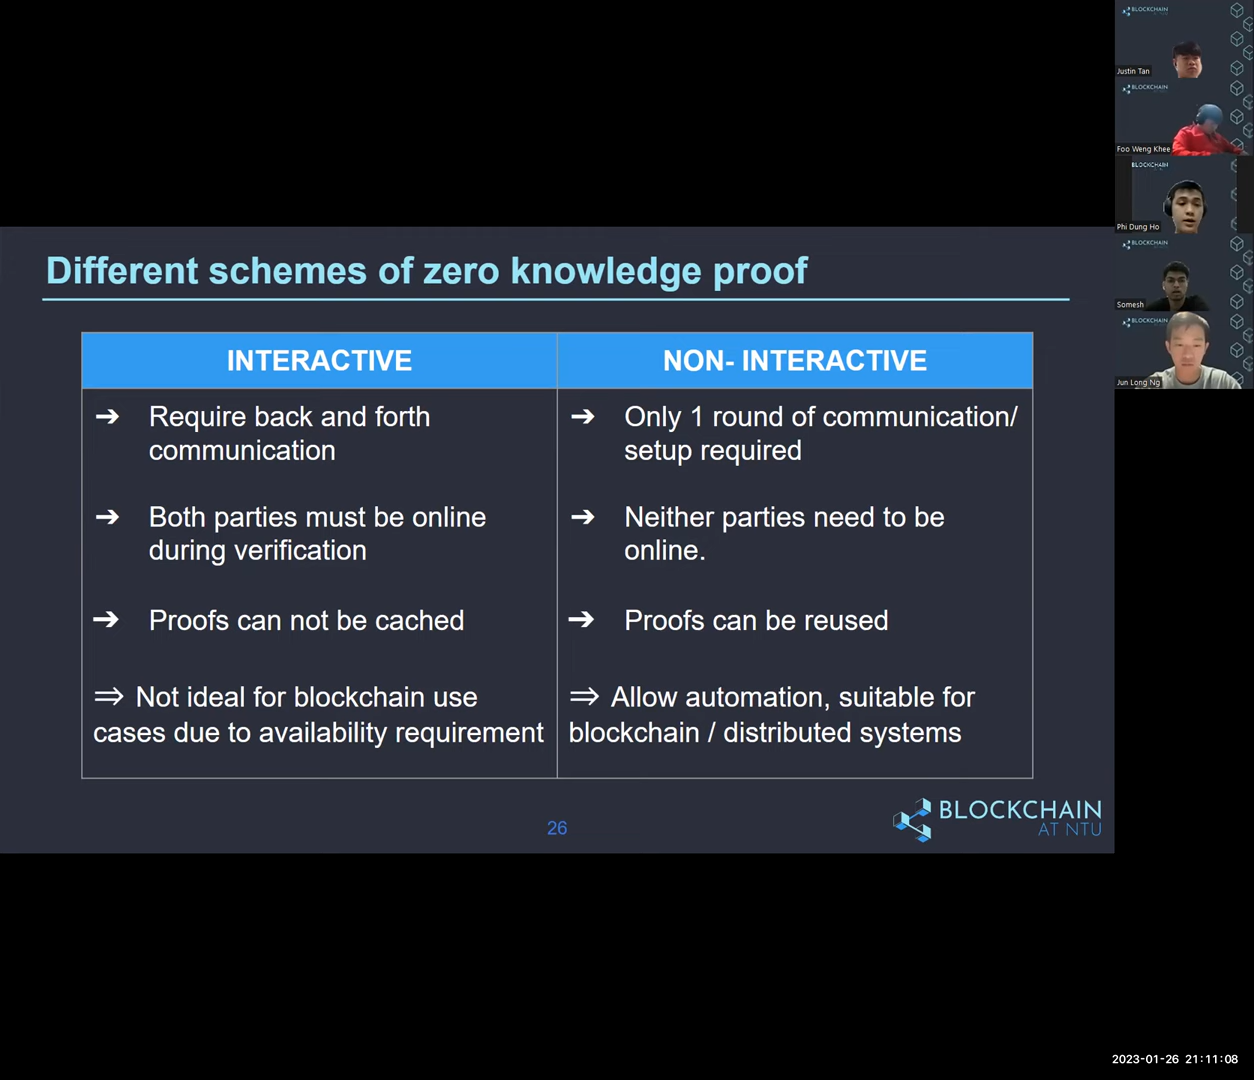 Different schemes of zero knowledge proof
INTERACTIVE
➔ Require back and forth
communication
➔ Both parties must be online
during verification
➔ Proofs can not be cached
⇒ Not ideal for blockchain use
cases due to availability requirement
NON- INTERACTIVE
➔ Only 1 round of communication/
setup required
➔ Neither parties need to be
online.
➔ Proofs can be reused
⇒ Allow automation, suitable for
blockchain / distributed systems
26
BLOCKCHAIN
AT NTU
BLOCKCHAIN
Justin Tan
BLOCKCHAIN
Foo Weng Khee
BLOCKCHAIN
Phi Dung Ho
BLOCKCHAIN
Somesh
BLOCKCHAIN
Jun Long Ng
2023-01-26 21:11:08